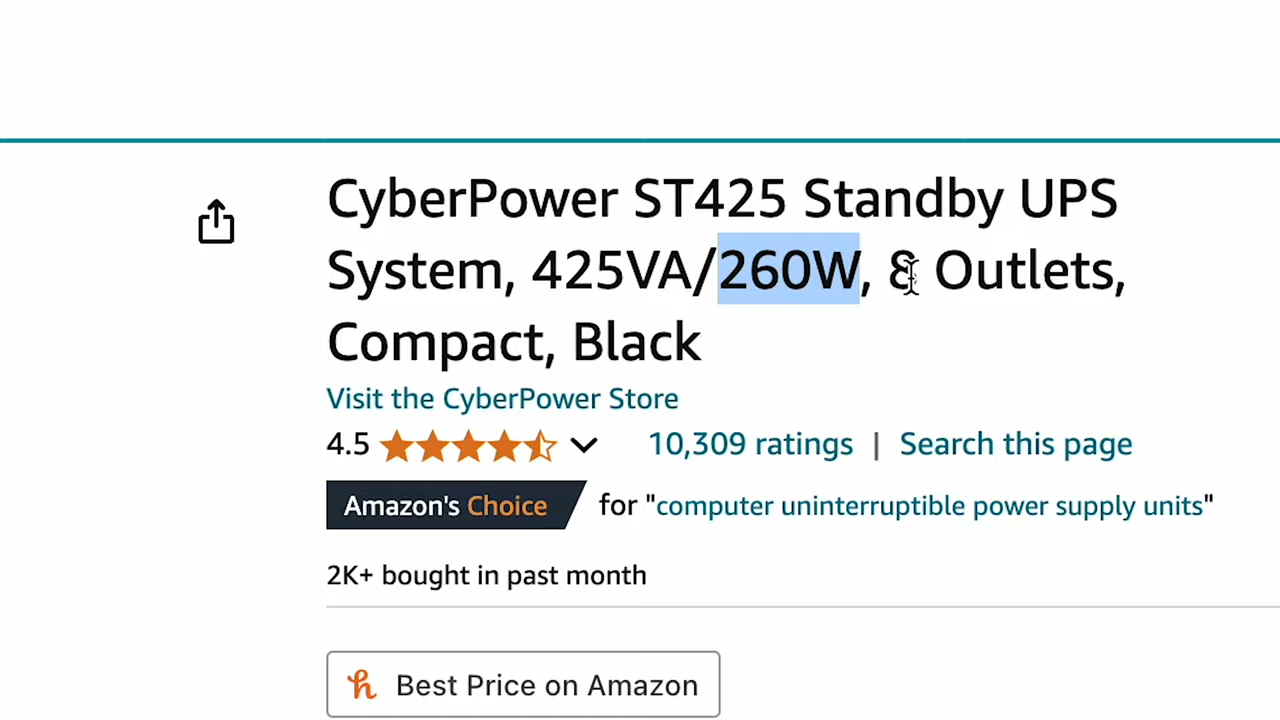 CyberPower ST425 Standby UPS
System, 425VA/260W, 8 Outlets,
Compact, Black
Visit the CyberPower Store
4.5 10,309 ratings | Search this page
Amazon's Choice for "computer uninterruptible power supply units"
2K+ bought in past month
Best Price on Amazon